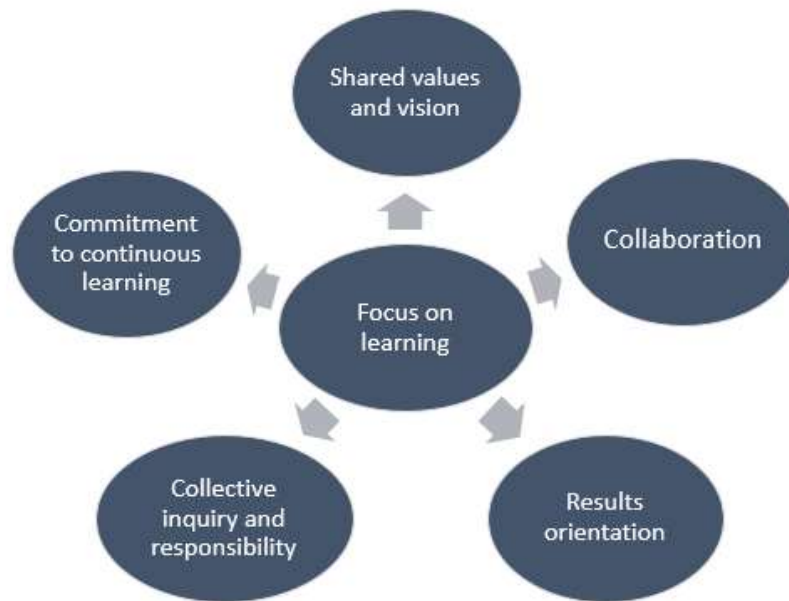 Shared values
and vision
Collaboration
Commitment
to continuous
learning
Focus on
learning
Collective
inquiry and
responsibility
Results
orientation